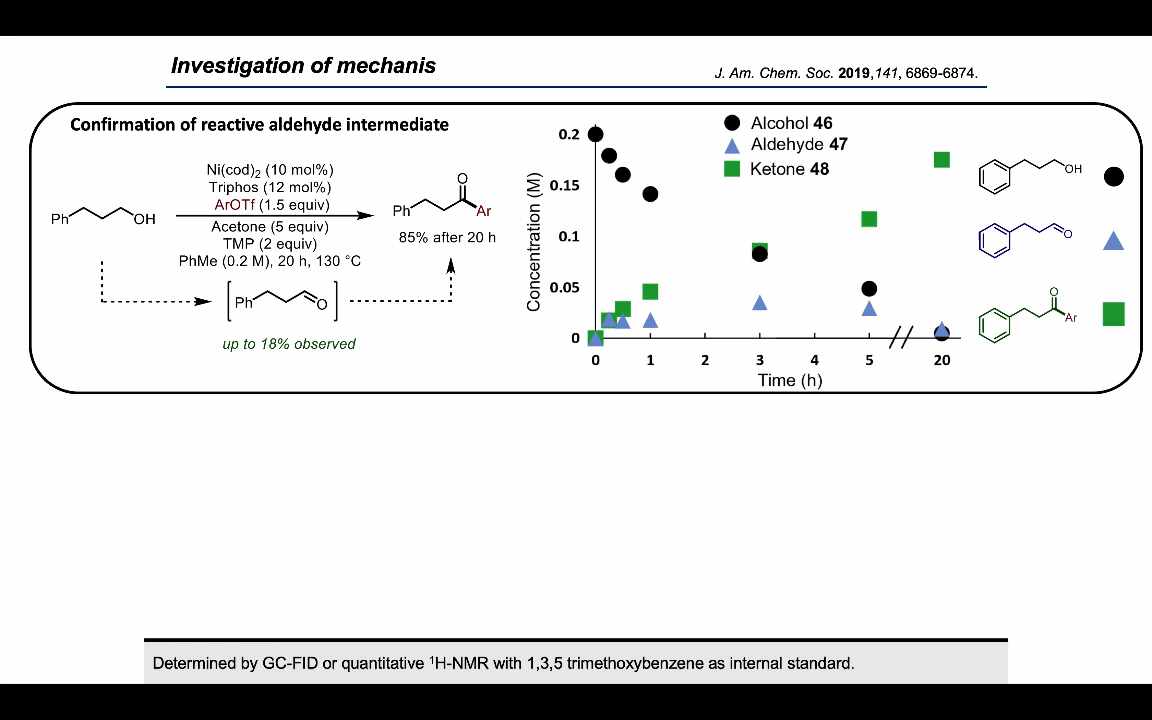 Investigation of mechanis
J. Am. Chem. Soc. 2019,141, 6869-6874.
Confirmation of reactive aldehyde intermediate
Ni(cod)₂ (10 mol%)
Triphos (12 mol%)
ArOTf (1.5 equiv)
Acetone (5 equiv)
TMP (2 equiv)
PhMe (0.2 M), 20 h, 130 °C
Ph
OH
Ph
O
Ar
85% after 20 h
Ph
O
up to 18% observed
Alcohol 46
Aldehyde 47
Ketone 48
Concentration (M)
0.2
0.15
0.1
0.05
0
0 1 2 3 4 5 20
Time (h)
OH
O
O
Ar
Determined by GC-FID or quantitative ¹H-NMR with 1,3,5 trimethoxybenzene as internal standard.